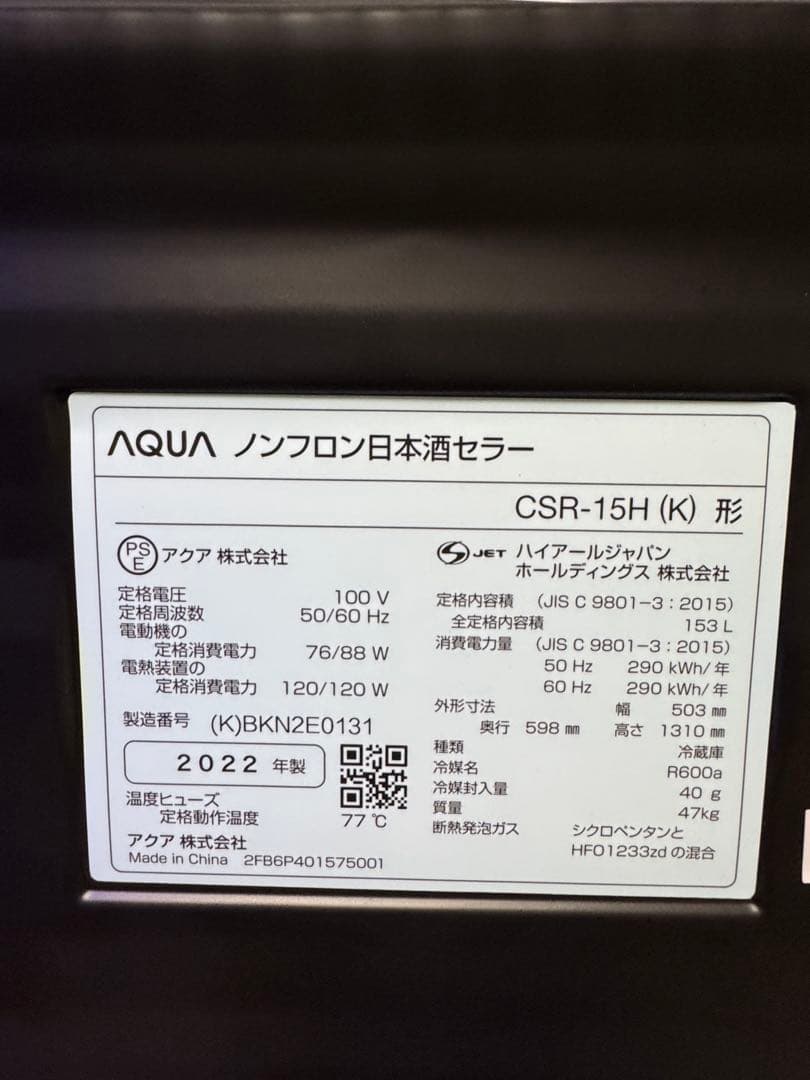 AQUA ノンフロン日本酒セラー
CSR-15H (K) 形
PSE アクア 株式会社
定格電圧 100 V
定格周波数 50/60 Hz
電動機の
定格消費電力 76/88 W
電熱装置の
定格消費電力 120/120 W
製造番号 (K)BKN2E0131
2022 年製
温度ヒューズ
定格動作温度 77 ℃
アクア 株式会社
Made in China 2FB6P401575001
JET ハイアールジャパン
ホールディングス 株式会社
定格内容積 (JIS C 9801-3:2015)
全定格内容積 153 L
消費電力量 (JIS C 9801-3:2015)
50 Hz 290 kWh/年
60 Hz 290 kWh/年
外形寸法 幅 503 ㎜
奥行 598 ㎜ 高さ 1310 ㎜
種類 冷蔵庫
冷媒名 R600a
冷媒封入量 40 g
質量 47kg
断熱発泡ガス シクロペンタンと
HFO1233zdの混合